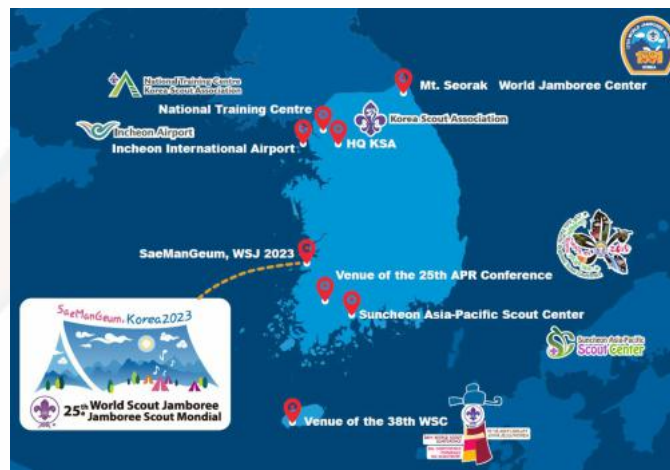 1991
KOREA
National Training Centre
Korea Scout Association
Mt. Seorak World Jamboree Center
National Training Centre
Korea Scout Association
Incheon Airport
Incheon International Airport
HQ KSA
SaeManGeum, WSJ 2023
Venue of the 25th APR Conference
Suncheon Asia-Pacific Scout Center
SaeManGeum, Korea2023
Suncheon Asia-Pacific
Scout Center
25th World Scout Jamboree
Jamboree Scout Mondial
Venue of the 38th WSC